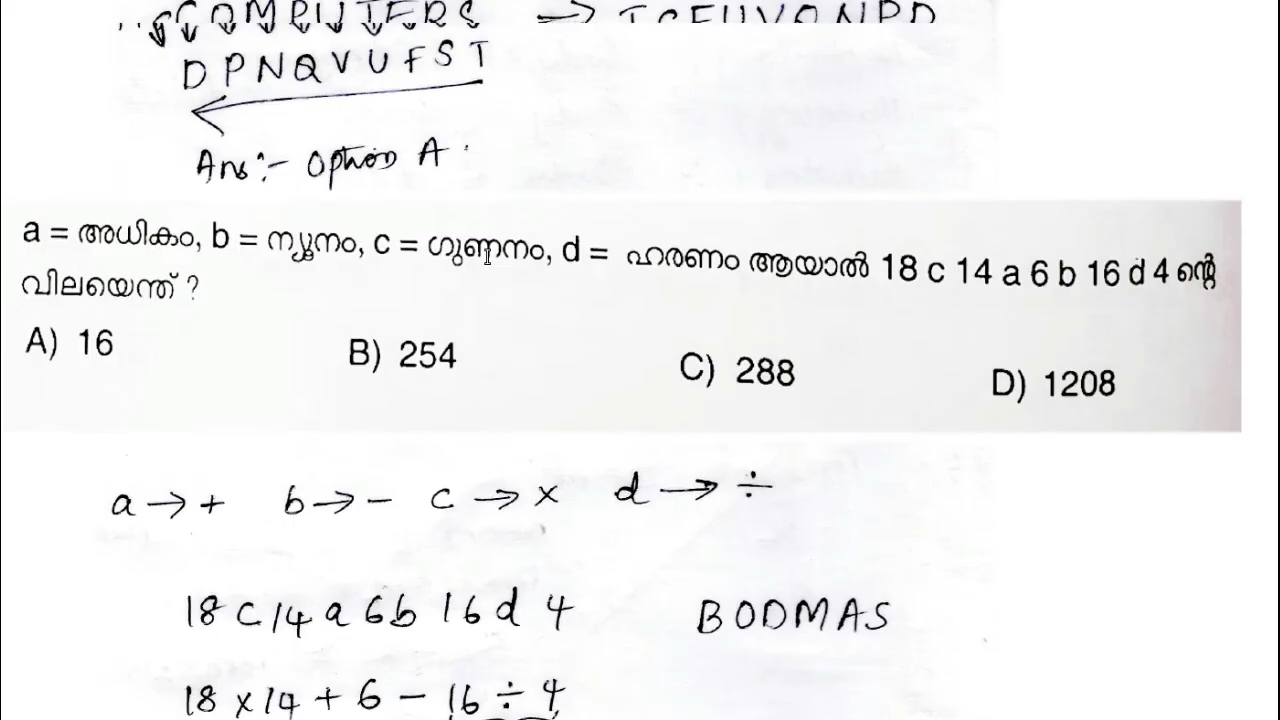 COMPUTERS →
DPNQVUFST
Ans:- Option A.
a = അധികം, b = ന്യൂനം, c = ഗുണനം, d = ഹരണം ആയാൽ 18 c 14 a 6 b 16 d 4 ന്റെ
വിലയെന്ത് ?
A) 16 B) 254 C) 288 D) 1208
a → + b → - c → × d → ÷
18 c 14 a 6 b 16 d 4 BODMAS
18 × 14 + 6 - 16 ÷ 4